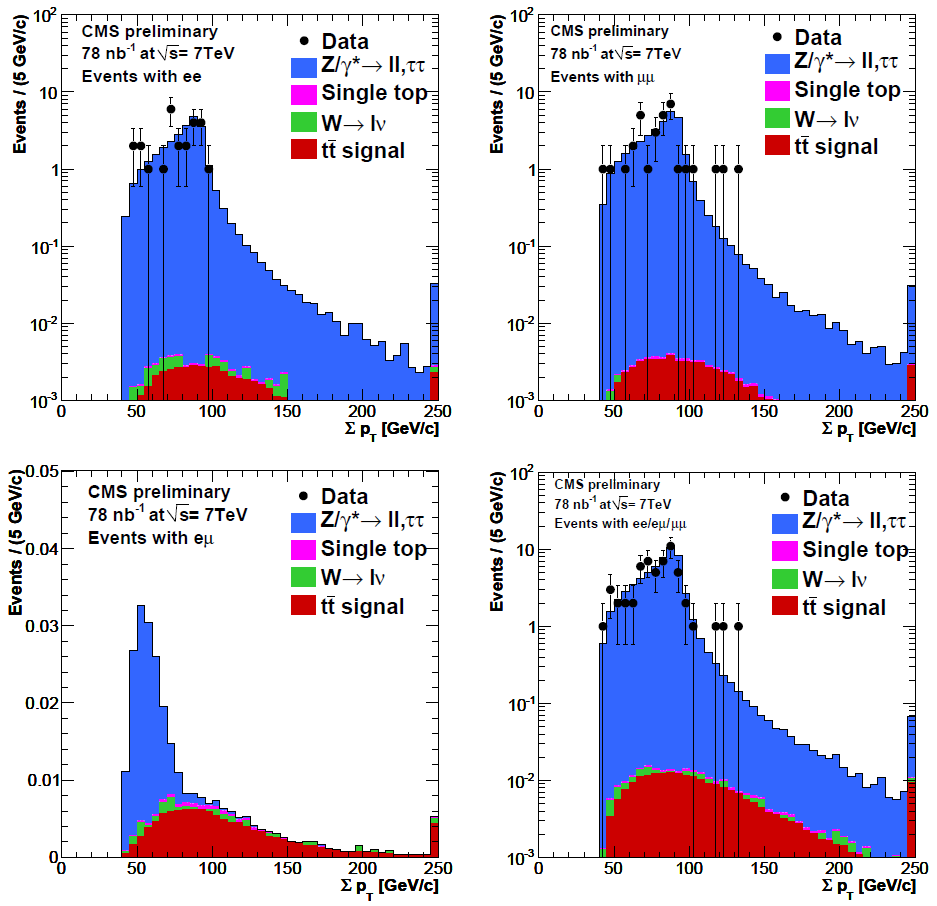 CMS preliminary
78 nb⁻¹ at √s= 7TeV
Events with ee
Data
Z/γ*→ ll,ττ
Single top
W→ lν
tt̄ signal
Events / (5 GeV/c)
10²
10
1
10⁻¹
10⁻²
10⁻³
0 50 100 150 200 250
Σ p_T [GeV/c]
CMS preliminary
78 nb⁻¹ at √s= 7TeV
Events with μμ
Data
Z/γ*→ ll,ττ
Single top
W→ lν
tt̄ signal
Events / (5 GeV/c)
10²
10
1
10⁻¹
10⁻²
10⁻³
0 50 100 150 200 250
Σ p_T [GeV/c]
CMS preliminary
78 nb⁻¹ at √s= 7TeV
Events with eμ
Data
Z/γ*→ ll,ττ
Single top
W→ lν
tt̄ signal
Events / (5 GeV/c)
0.05
0.04
0.03
0.02
0.01
0
0 50 100 150 200 250
Σ p_T [GeV/c]
CMS preliminary
78 nb⁻¹ at √s= 7TeV
Events with ee/eμ/μμ
Data
Z/γ*→ ll,ττ
Single top
W→ lν
tt̄ signal
Events / (5 GeV/c)
10²
10
1
10⁻¹
10⁻²
10⁻³
0 50 100 150 200 250
Σ p_T [GeV/c]